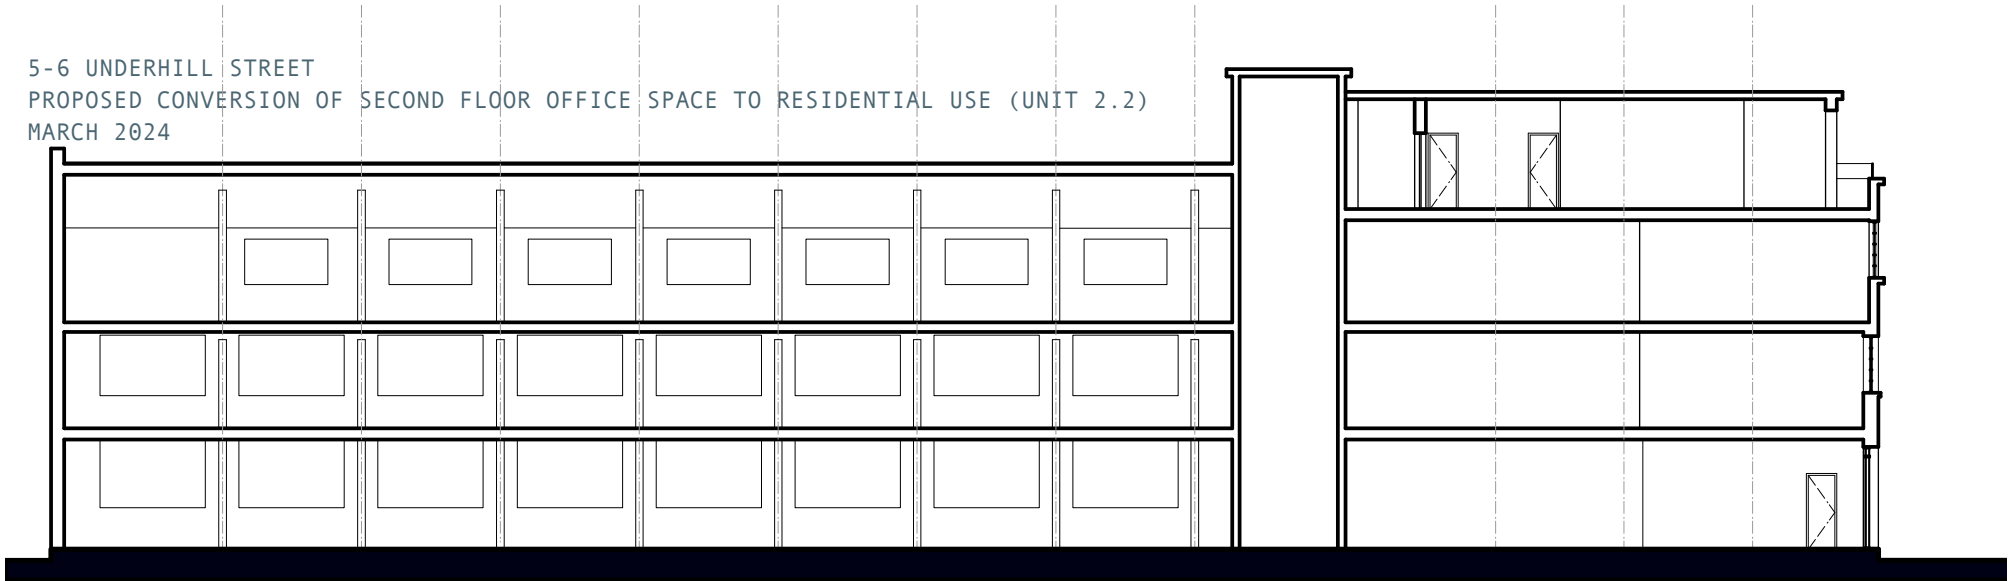 5-6 UNDERHILL STREET
PROPOSED CONVERSION OF SECOND FLOOR OFFICE SPACE TO RESIDENTIAL USE (UNIT 2.2)
MARCH 2024